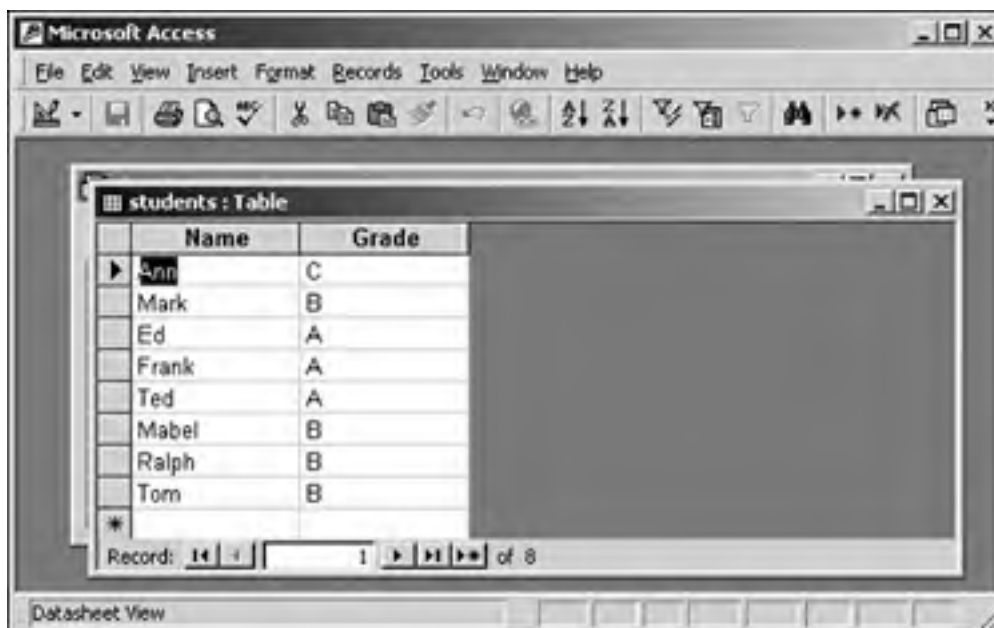 Microsoft Access
File Edit View Insert Format Records Tools Window Help
students : Table
Name Grade
Ann C
Mark B
Ed A
Frank A
Ted A
Mabel B
Ralph B
Tom B
Record: 1 of 8
Datasheet View